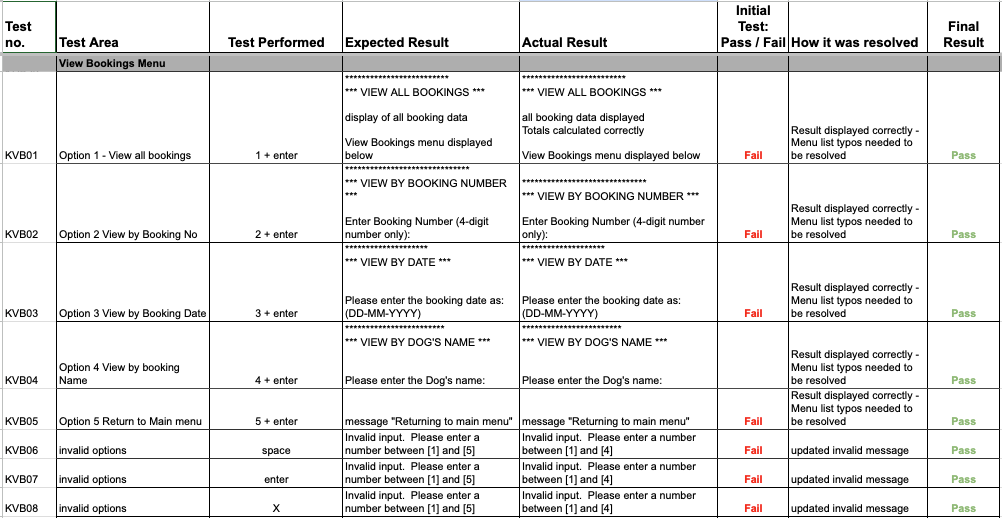 Test no. Test Area Test Performed Expected Result Actual Result Initial Test: Pass / Fail How it was resolved Final Result
View Bookings Menu
KVB01 Option 1 - View all bookings 1 + enter
*************************
*** VIEW ALL BOOKINGS ***
display of all booking data
View Bookings menu displayed
below
*************************
*** VIEW ALL BOOKINGS ***
all booking data displayed
Totals calculated correctly
View Bookings menu displayed below
Fail
Result displayed correctly -
Menu list typos needed to
be resolved
Pass
KVB02 Option 2 View by Booking No 2 + enter
******************************
*** VIEW BY BOOKING NUMBER
***
Enter Booking Number (4-digit
number only):
******************************
*** VIEW BY BOOKING NUMBER ***
Enter Booking Number (4-digit number
only):
Fail
Result displayed correctly -
Menu list typos needed to
be resolved
Pass
KVB03 Option 3 View by Booking Date 3 + enter
********************
*** VIEW BY DATE ***
Please enter the booking date as:
(DD-MM-YYYY)
********************
*** VIEW BY DATE ***
Please enter the booking date as:
(DD-MM-YYYY)
Fail
Result displayed correctly -
Menu list typos needed to
be resolved
Pass
KVB04
Option 4 View by booking
Name
4 + enter
************************
*** VIEW BY DOG'S NAME ***
Please enter the Dog's name:
************************
*** VIEW BY DOG'S NAME ***
Please enter the Dog's name:
Result displayed correctly -
Menu list typos needed to
be resolved
Pass
KVB05 Option 5 Return to Main menu 5 + enter
message "Returning to main menu"
message "Returning to main menu"
Fail
Result displayed correctly -
Menu list typos needed to
be resolved
Pass
KVB06 invalid options space
Invalid input. Please enter a
number between [1] and [5]
Invalid input. Please enter a number
between [1] and [4]
Fail
updated invalid message
Pass
KVB07 invalid options enter
Invalid input. Please enter a
number between [1] and [5]
Invalid input. Please enter a number
between [1] and [4]
Fail
updated invalid message
Pass
KVB08 invalid options X
Invalid input. Please enter a
number between [1] and [5]
Invalid input. Please enter a number
between [1] and [4]
Fail
updated invalid message
Pass